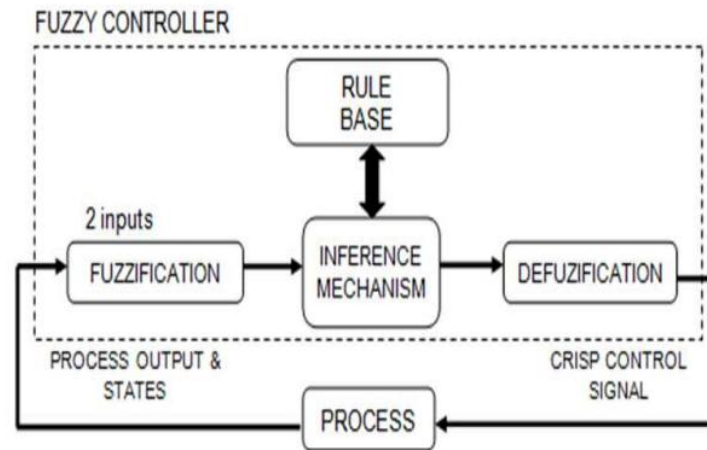 FUZZY CONTROLLER
RULE
BASE
2 inputs
FUZZIFICATION
INFERENCE
MECHANISM
DEFUZIFICATION
PROCESS OUTPUT &
STATES
CRISP CONTROL
SIGNAL
PROCESS